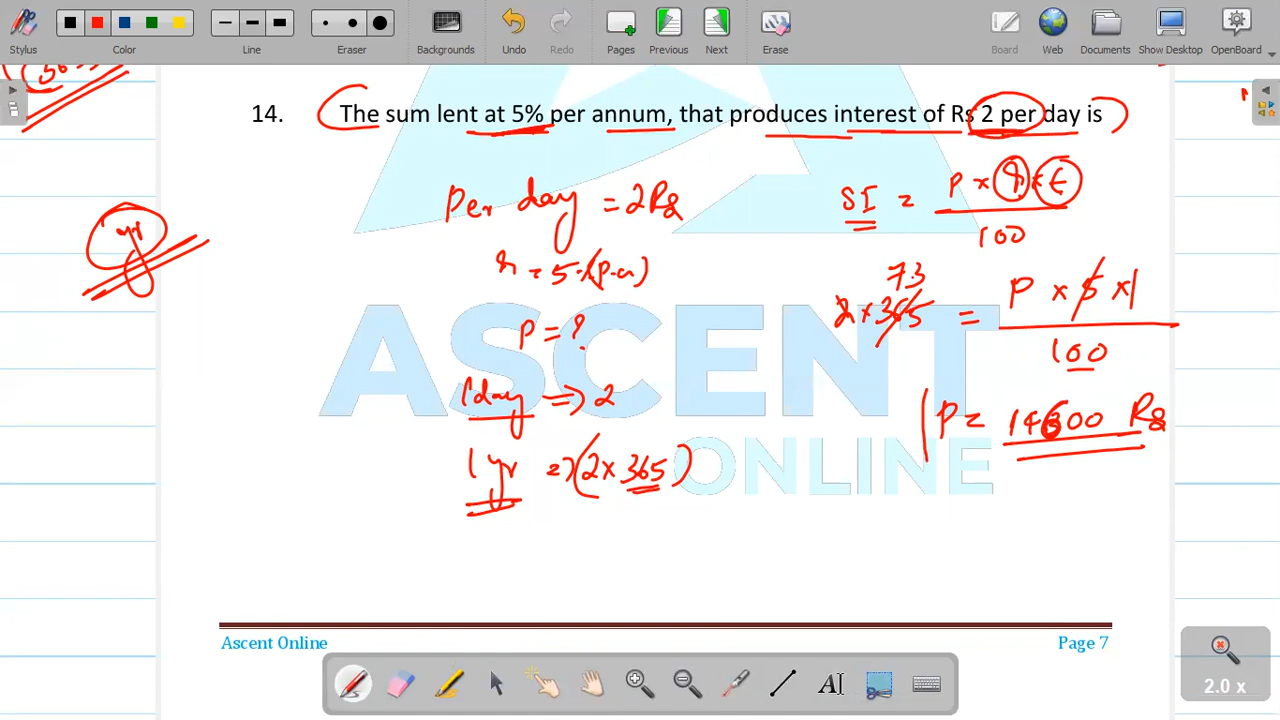 Stylus Color Line Eraser Backgrounds Undo Redo Pages Previous Next Erase Board Web Documents Show Desktop OpenBoard
14. The sum lent at 5% per annum, that produces interest of Rs 2 per day is
Per day = 2Rs
SI = P × r × t
100
yr
r = 5% (p.a)
73
2 × 365 = P × 5 × 1
100
P = ?
1day => 2
P = 14600 Rs
1 yr => (2 × 365)
ASCENT
ONLINE
Ascent Online Page 7
2.0 x